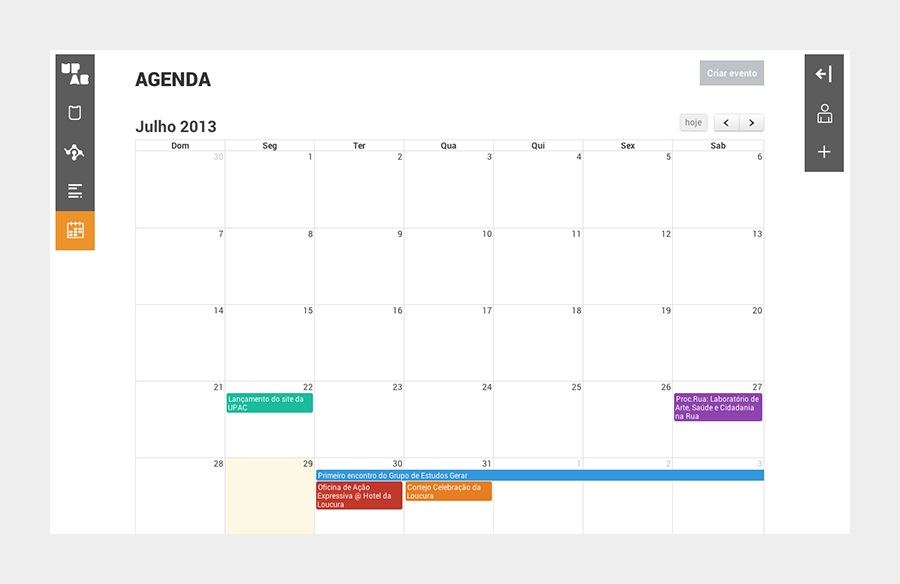 UP
AC
AGENDA
Criar evento
Julho 2013
hoje
Dom Seg Ter Qua Qui Sex Sab
30 1 2 3 4 5 6
7 8 9 10 11 12 13
14 15 16 17 18 19 20
21 22 23 24 25 26 27
Lançamento do site da
UPAC
Proc.Rua: Laboratório de
Arte, Saúde e Cidadania
na Rua
28 29 30 31 1 2 3
Primeiro encontro do Grupo de Estudos Gerar
Oficina de Ação
Expressiva @ Hotel da
Loucura
Cortejo Celebração da
Loucura